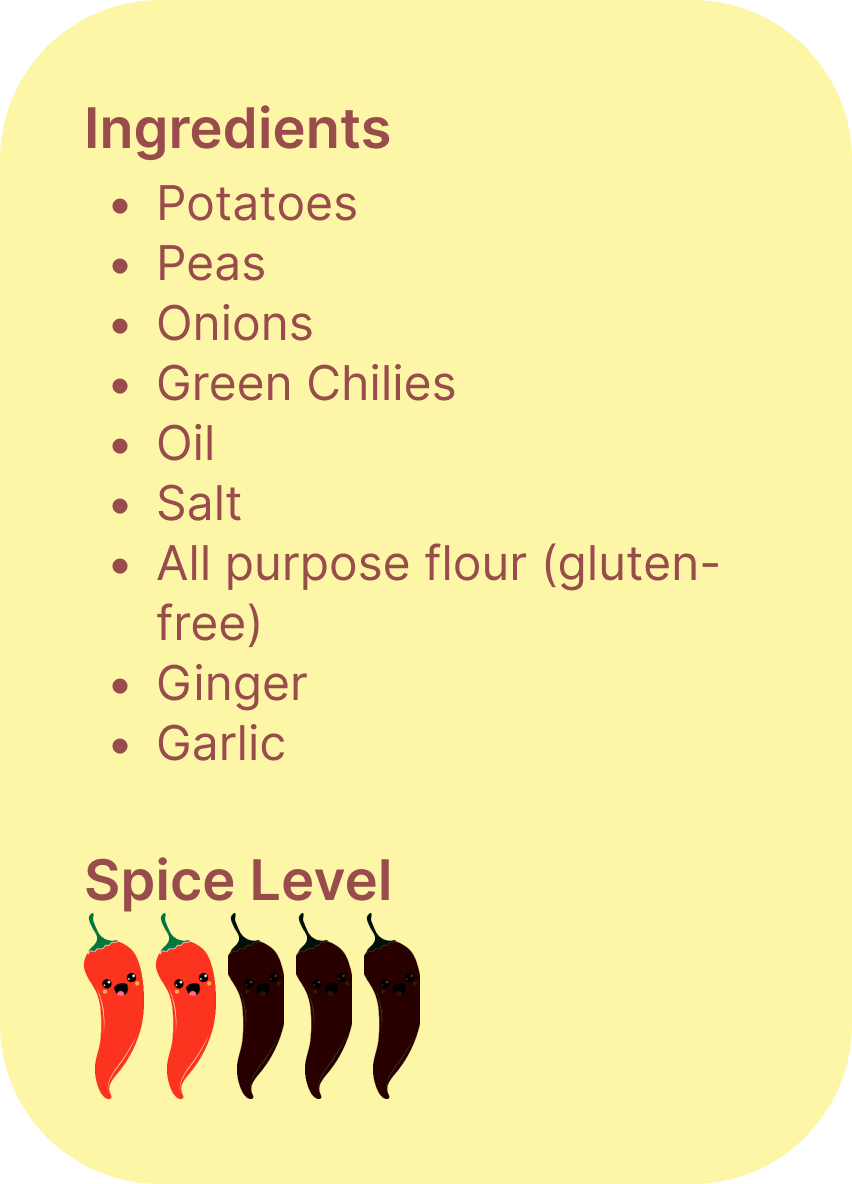 Ingredients
• Potatoes
• Peas
• Onions
• Green Chilies
• Oil
• Salt
• All purpose flour (gluten-
free)
• Ginger
• Garlic
Spice Level